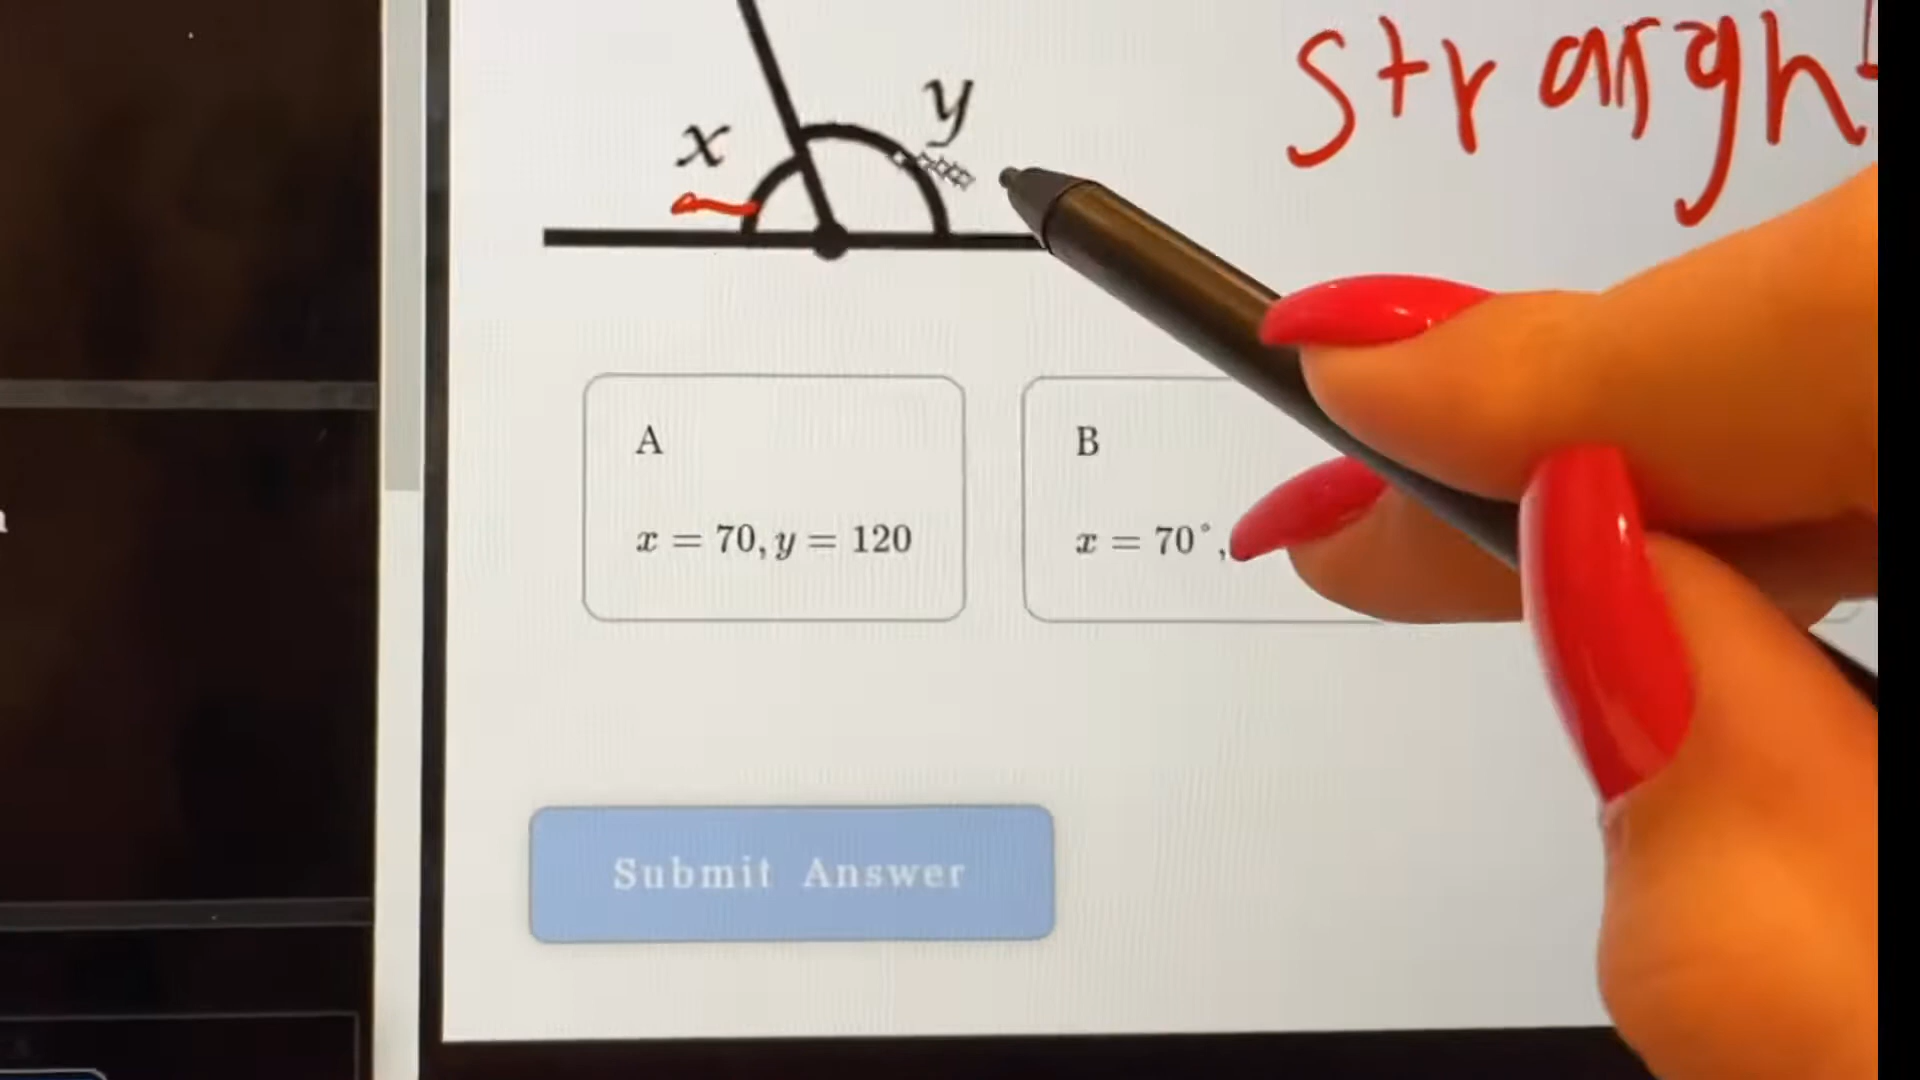 y
x
A
B
x = 70, y = 120
x = 70°,
Submit Answer